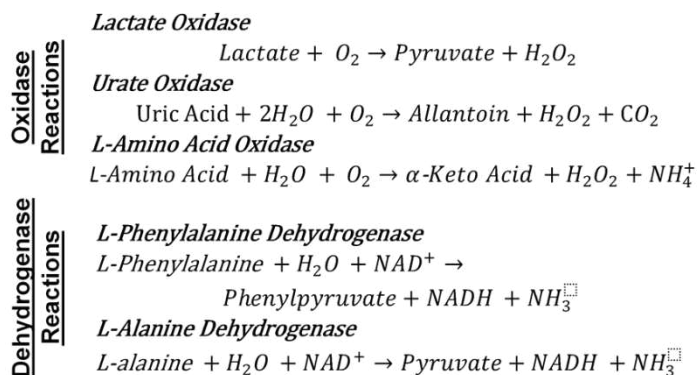 Oxidase
Reactions
Lactate Oxidase
Lactate + O₂ → Pyruvate + H₂O₂
Urate Oxidase
Uric Acid + 2H₂O + O₂ → Allantoin + H₂O₂ + CO₂
L-Amino Acid Oxidase
L-Amino Acid + H₂O + O₂ → α-Keto Acid + H₂O₂ + NH₄⁺
Dehydrogenase
Reactions
L-Phenylalanine Dehydrogenase
L-Phenylalanine + H₂O + NAD⁺ →
Phenylpyruvate + NADH + NH₃
L-Alanine Dehydrogenase
L-alanine + H₂O + NAD⁺ → Pyruvate + NADH + NH₃